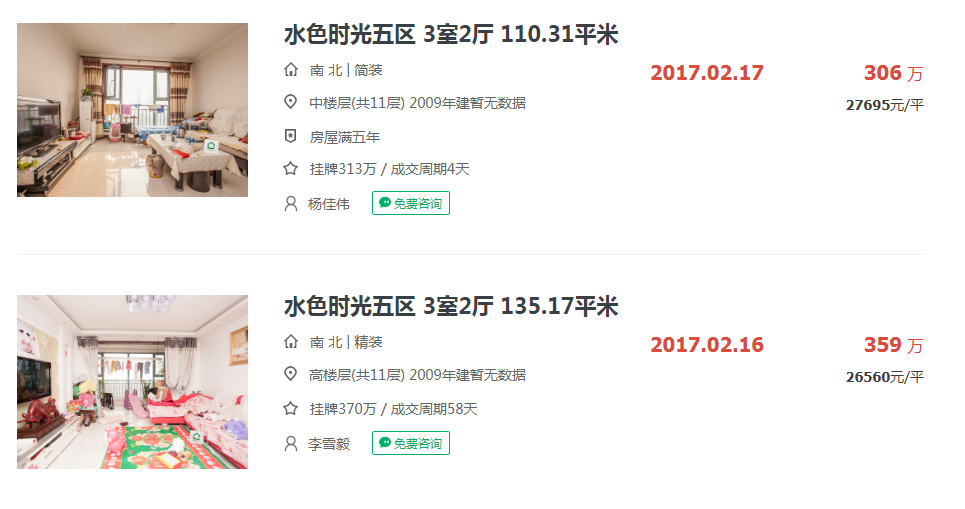 水色时光五区 3室2厅 110.31平米
南 北 | 简装
2017.02.17
306 万
中楼层(共11层) 2009年建暂无数据
27695元/平
房屋满五年
挂牌313万 / 成交周期4天
杨佳伟
免费咨询
水色时光五区 3室2厅 135.17平米
南 北 | 精装
2017.02.16
359 万
高楼层(共11层) 2009年建暂无数据
26560元/平
挂牌370万 / 成交周期58天
李雪毅
免费咨询